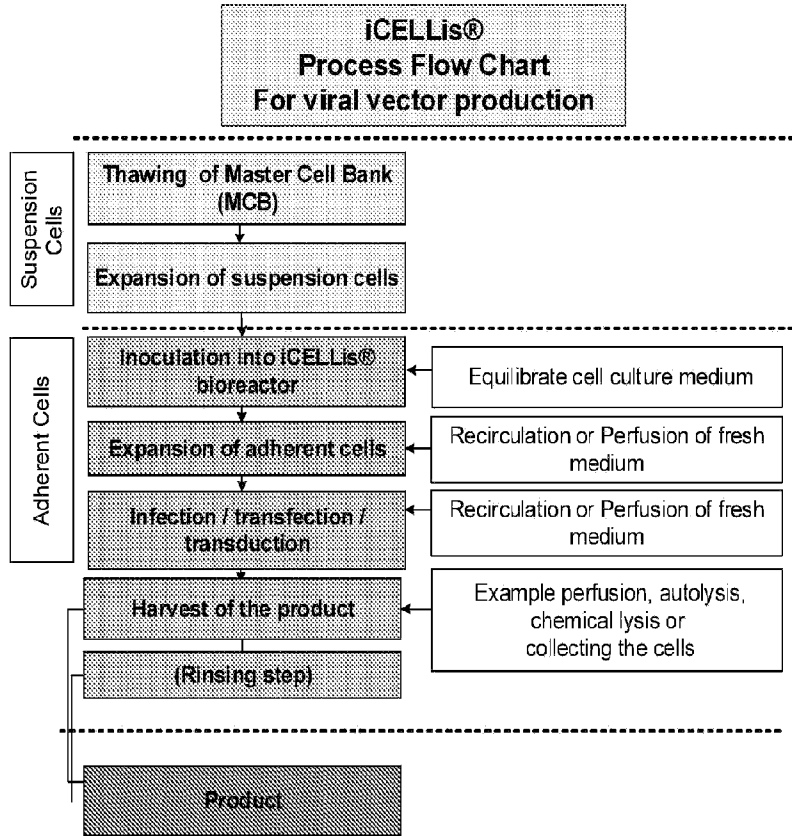 iCELLis®
Process Flow Chart
For viral vector production
Suspension
Cells
Thawing of Master Cell Bank
(MCB)
Expansion of suspension cells
Adherent Cells
Inoculation into iCELLis®
bioreactor
Equilibrate cell culture medium
Expansion of adherent cells
Recirculation or Perfusion of fresh
medium
Infection / transfection /
transduction
Recirculation or Perfusion of fresh
medium
Harvest of the product
Example perfusion, autolysis,
chemical lysis or
collecting the cells
(Rinsing step)
Product